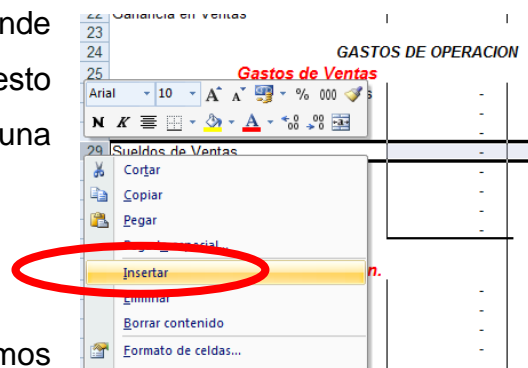 nde
esto
una
mos
22 Ganancia en Ventas
23
24 GASTOS DE OPERACION
25 Gastos de Ventas
Arial 10 A A % 000
N K A
29 Sueldos de Ventas
Cortar
Copiar
Pegar
Insertar
Eliminar
Borrar contenido
Formato de celdas...
n.